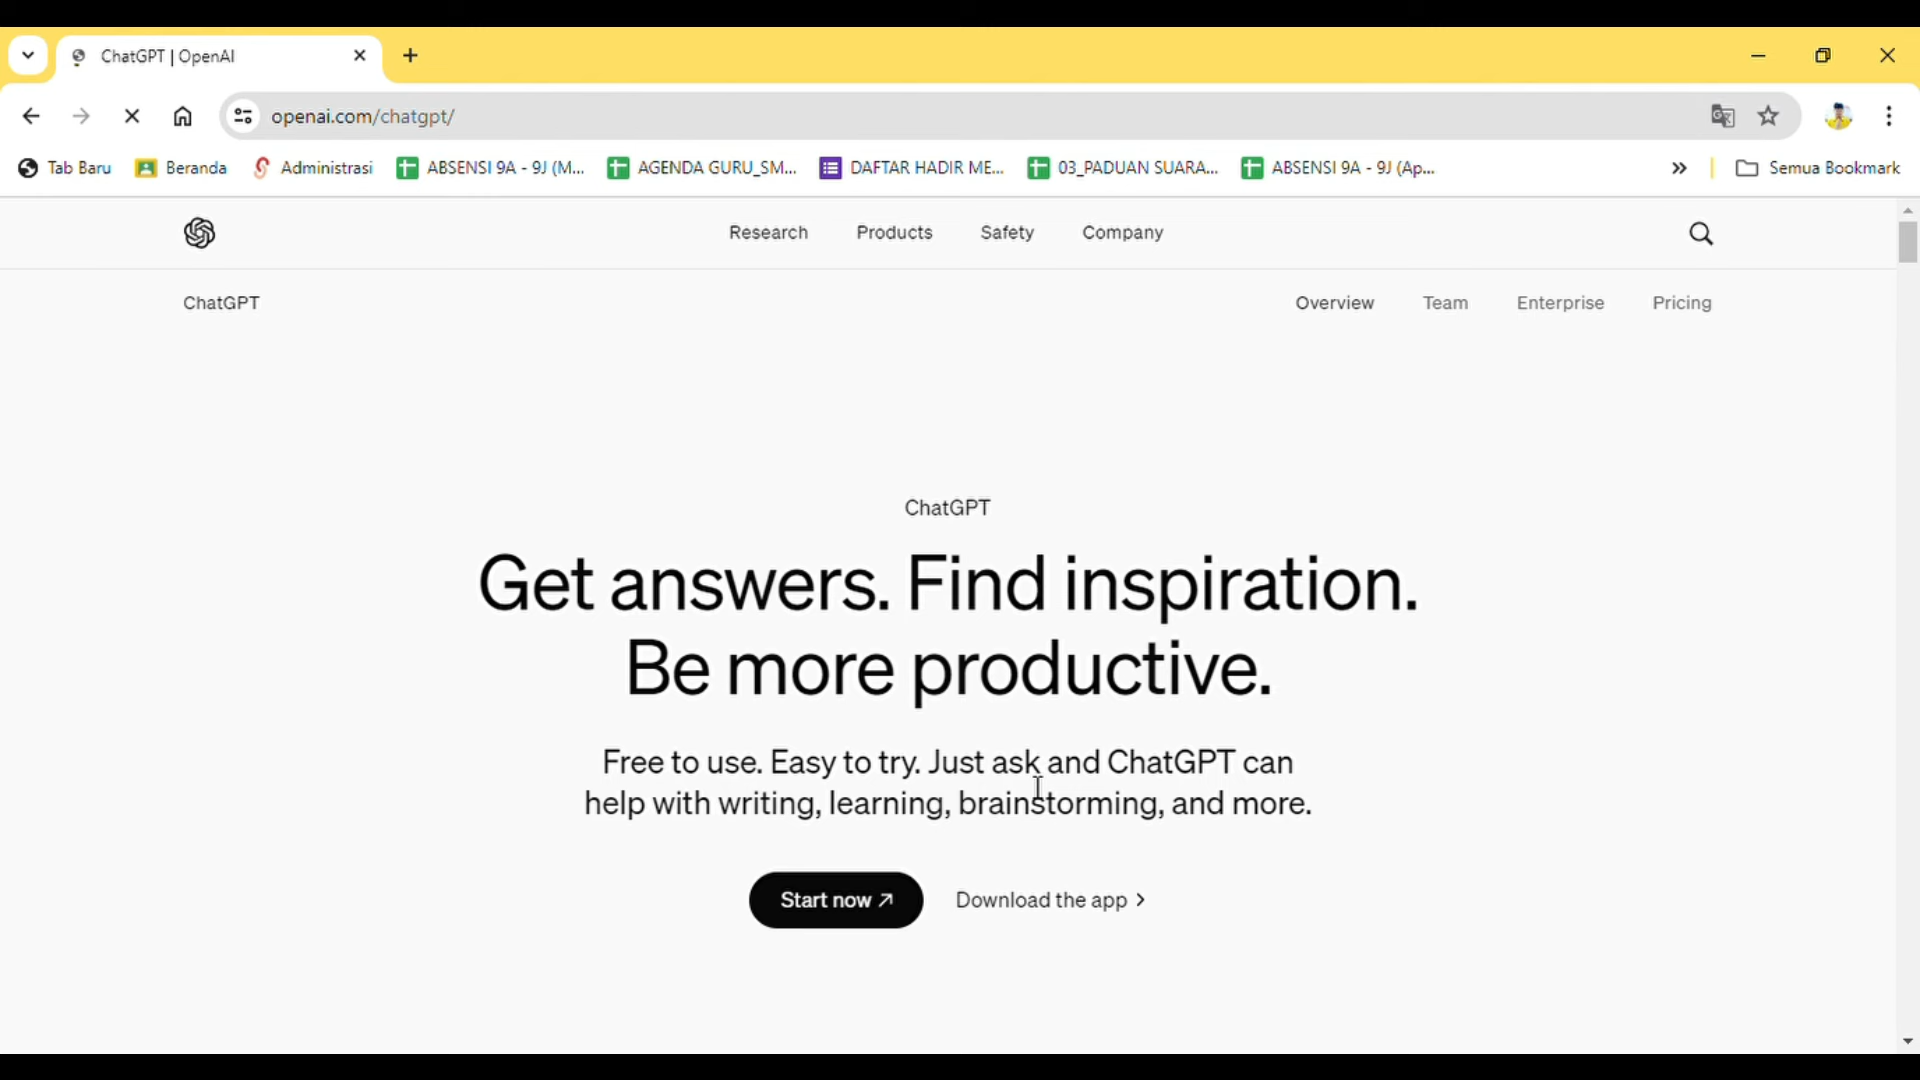 ChatGPT | OpenAI
openai.com/chatgpt/
Tab Baru Beranda Administrasi ABSENSI 9A - 9J (M... AGENDA GURU_SM... DAFTAR HADIR ME... 03_PADUAN SUARA... ABSENSI 9A - 9J (Ap... Semua Bookmark
Research Products Safety Company
ChatGPT Overview Team Enterprise Pricing
ChatGPT
Get answers. Find inspiration.
Be more productive.
Free to use. Easy to try. Just ask and ChatGPT can
help with writing, learning, brainstorming, and more.
Start now Download the app